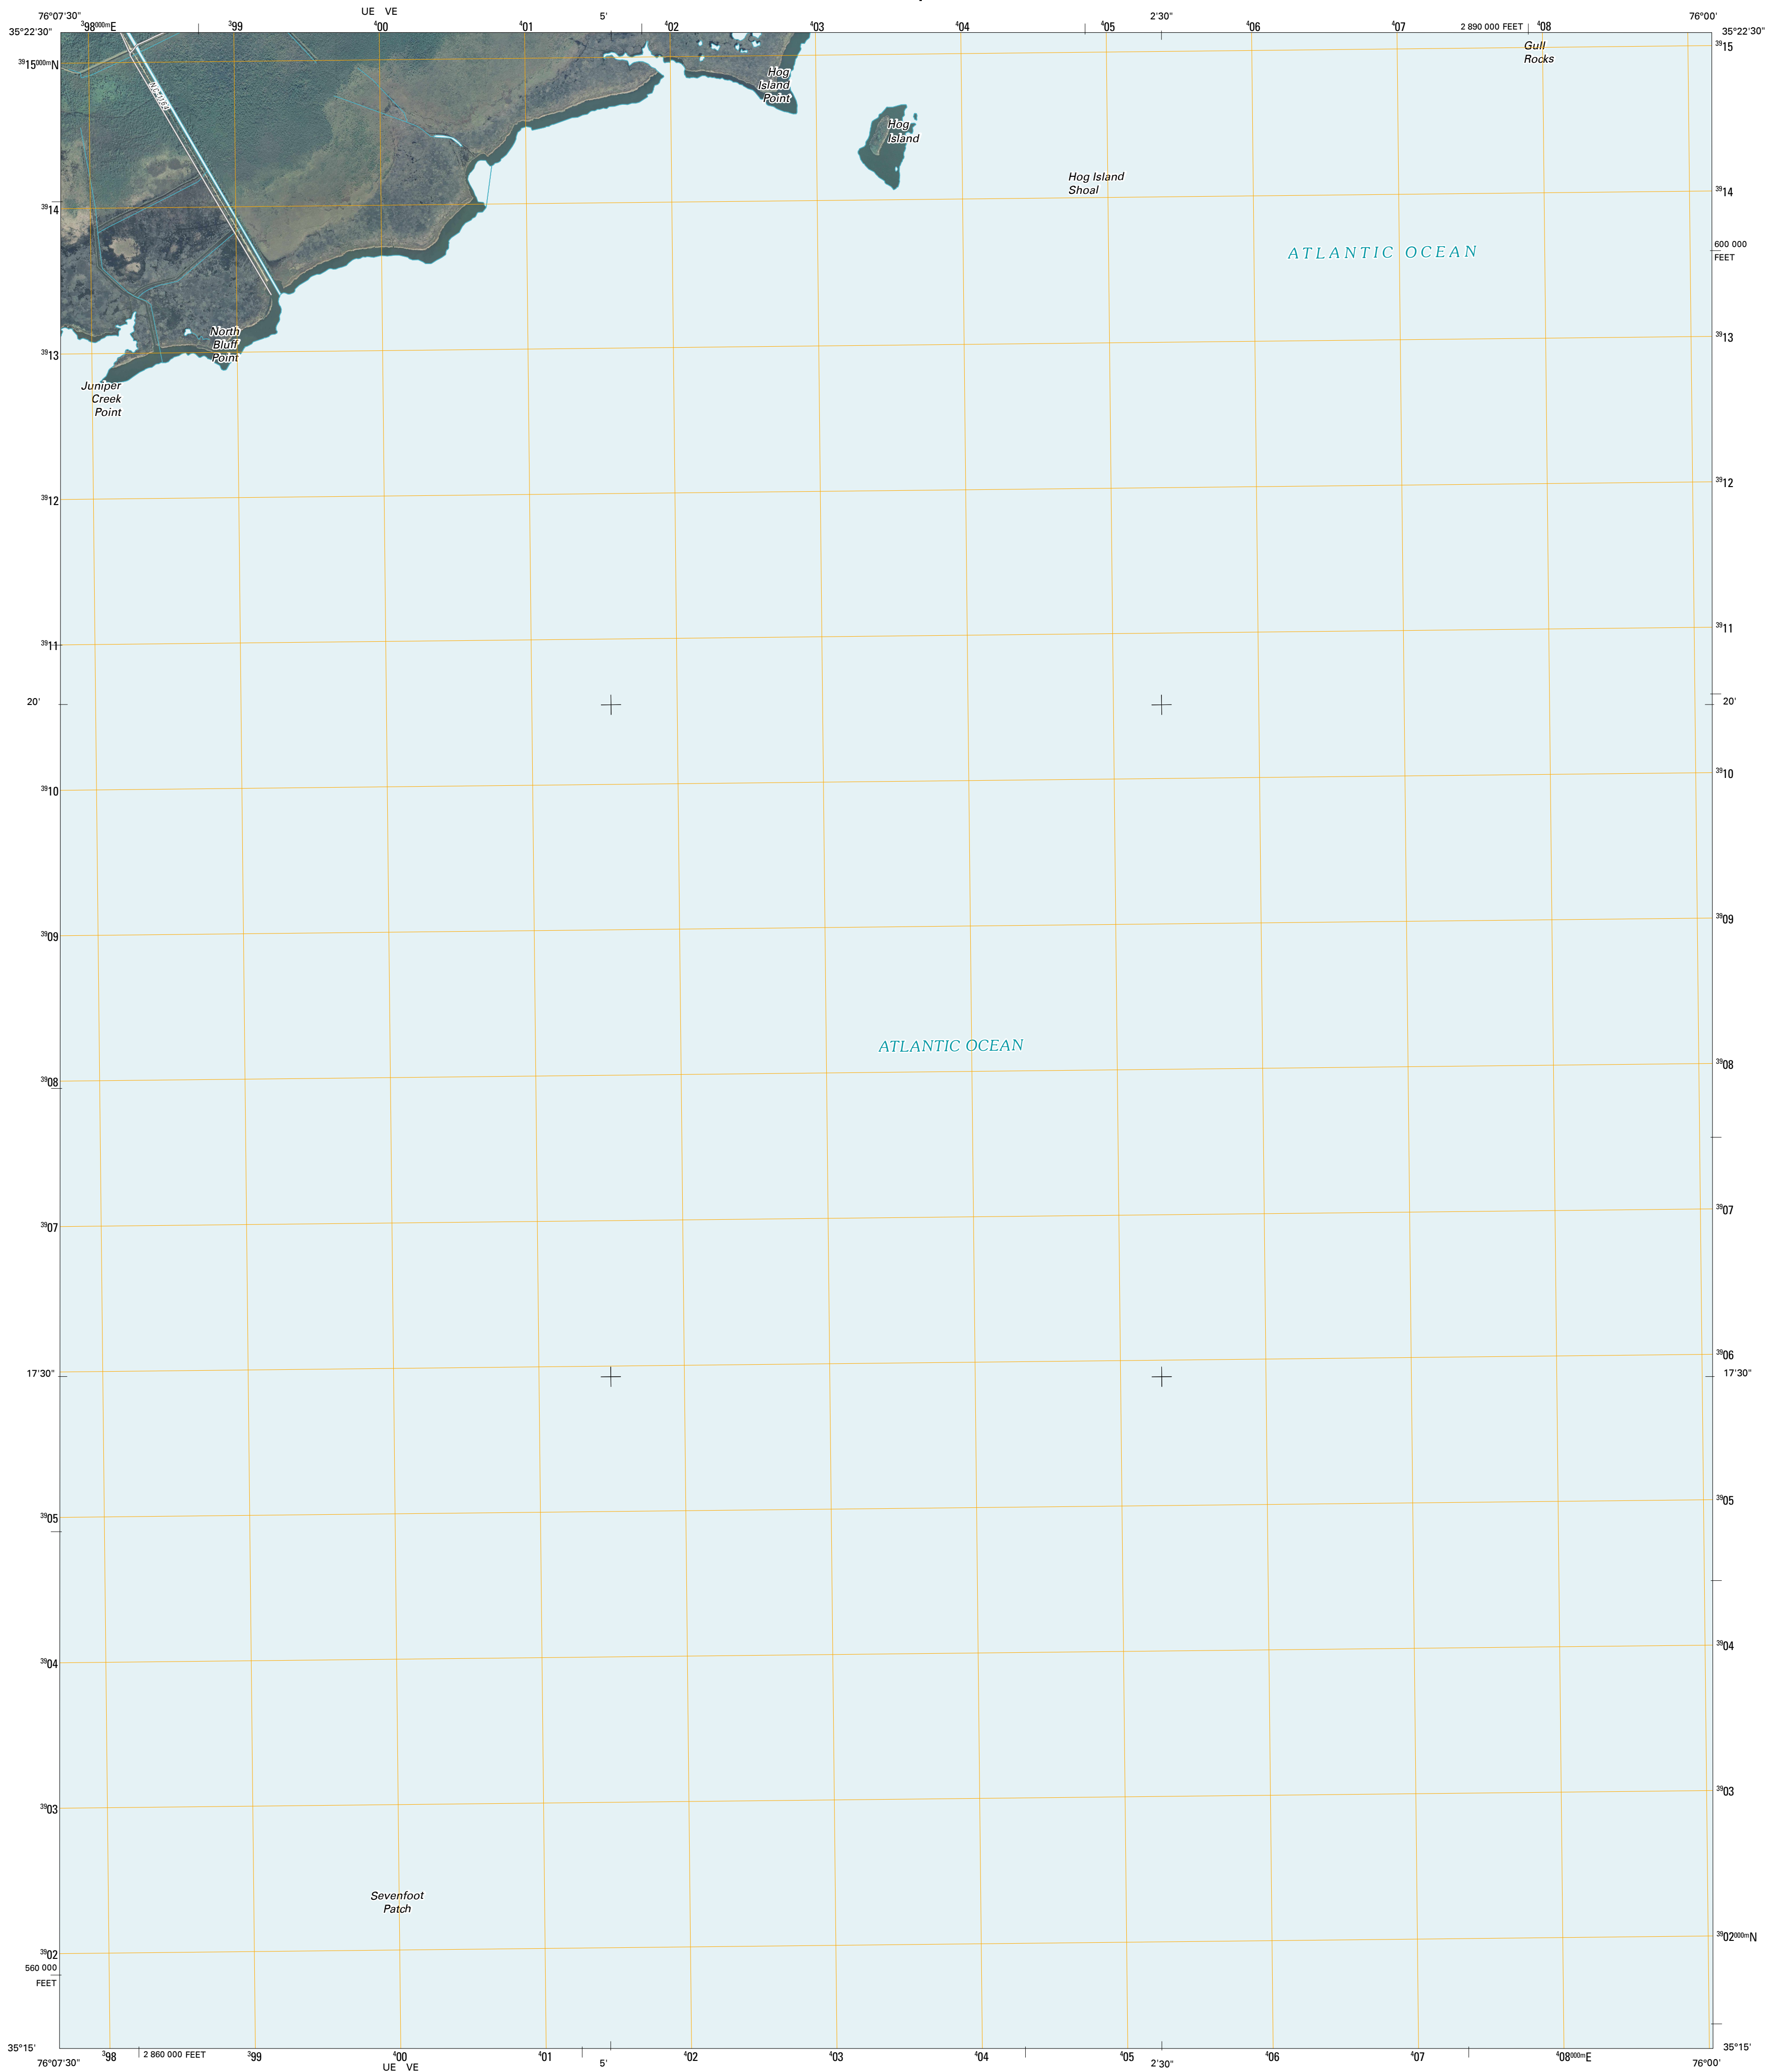 UE VE
76°07'30" 398000mE 399 400 401 5' 402 403 404 405 2'30" 406 407 2 890 000 FEET 408 76°00'
35°22'30" 35°22'30"
3915000mN 3915
Gull
Rocks
Hog
Island
Point
Hog
Island
Hog Island
Shoal
3914 3914
ATLANTIC OCEAN
600 000
FEET
North
Bluff
Point
3913 3913
Juniper
Creek
Point
3912 3912
3911 3911
20' 20'
3910 3910
3909 3909
ATLANTIC OCEAN
3908 3908
3907 3907
3906
17'30" 17'30"
3905 3905
3904 3904
3903 3903
Sevenfoot
Patch
3902 3902000mN
560 000
FEET
35°15' 35°15'
398 2 860 000 FEET 399 400 401 402 403 404 405 406 407 408000mE
76°07'30" UE VE 5' 2'30" 76°00'